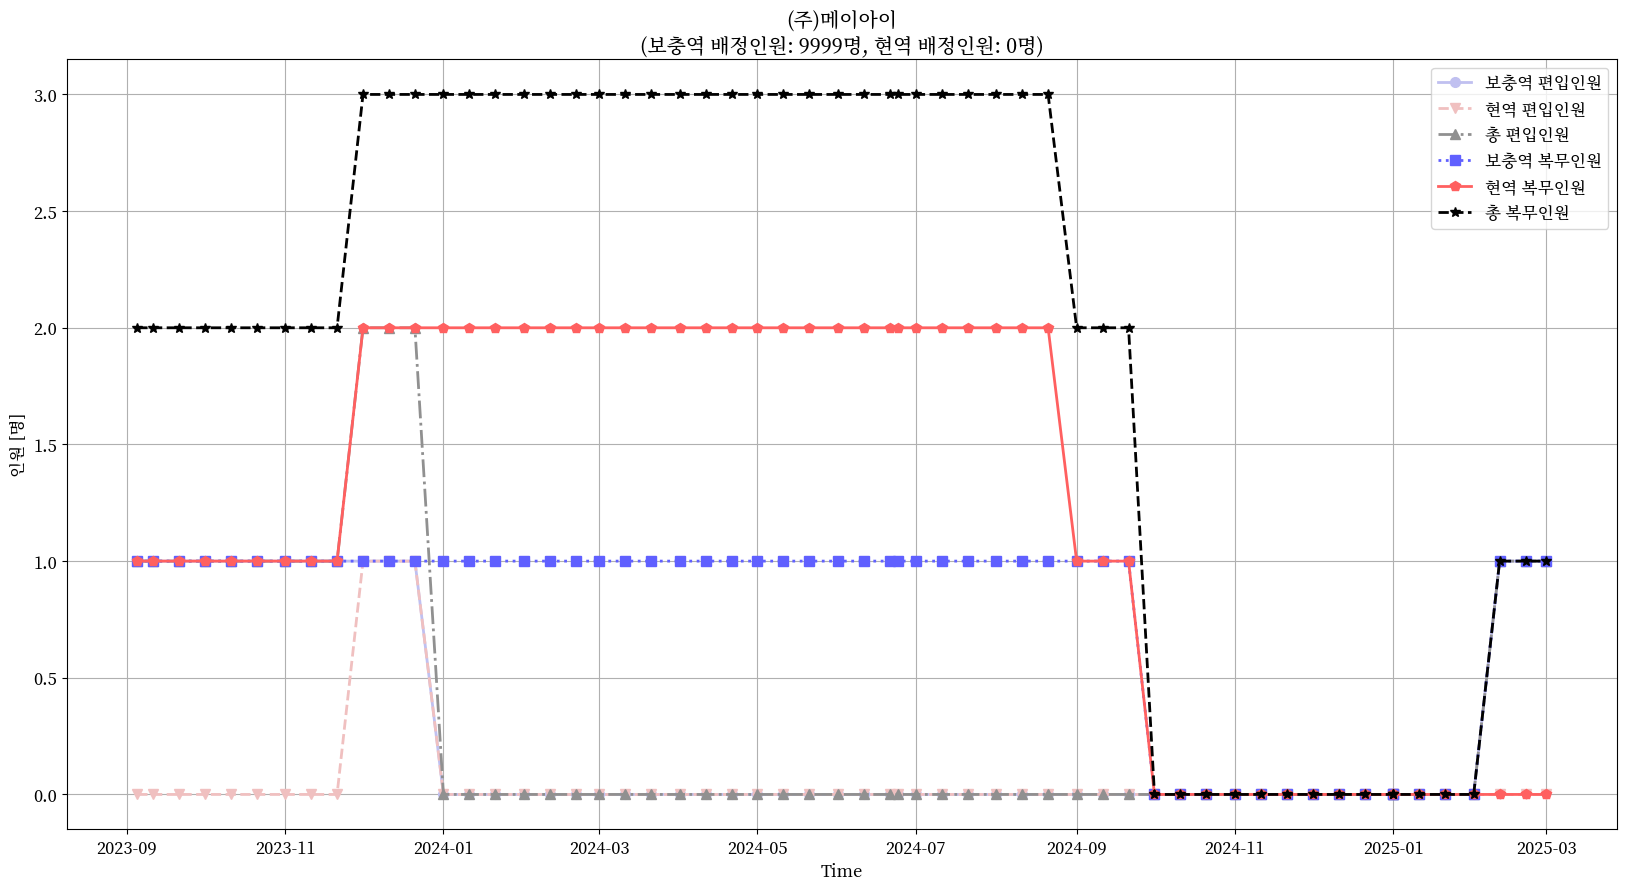 (주)메이아이
(보충역 배정인원: 9999명, 현역 배정인원: 0명)
보충역 편입인원
현역 편입인원
총 편입인원
보충역 복무인원
현역 복무인원
총 복무인원
인원 [명]
3.0
2.5
2.0
1.5
1.0
0.5
0.0
2023-09
2023-11
2024-01
2024-03
2024-05
2024-07
2024-09
2024-11
2025-01
2025-03
Time